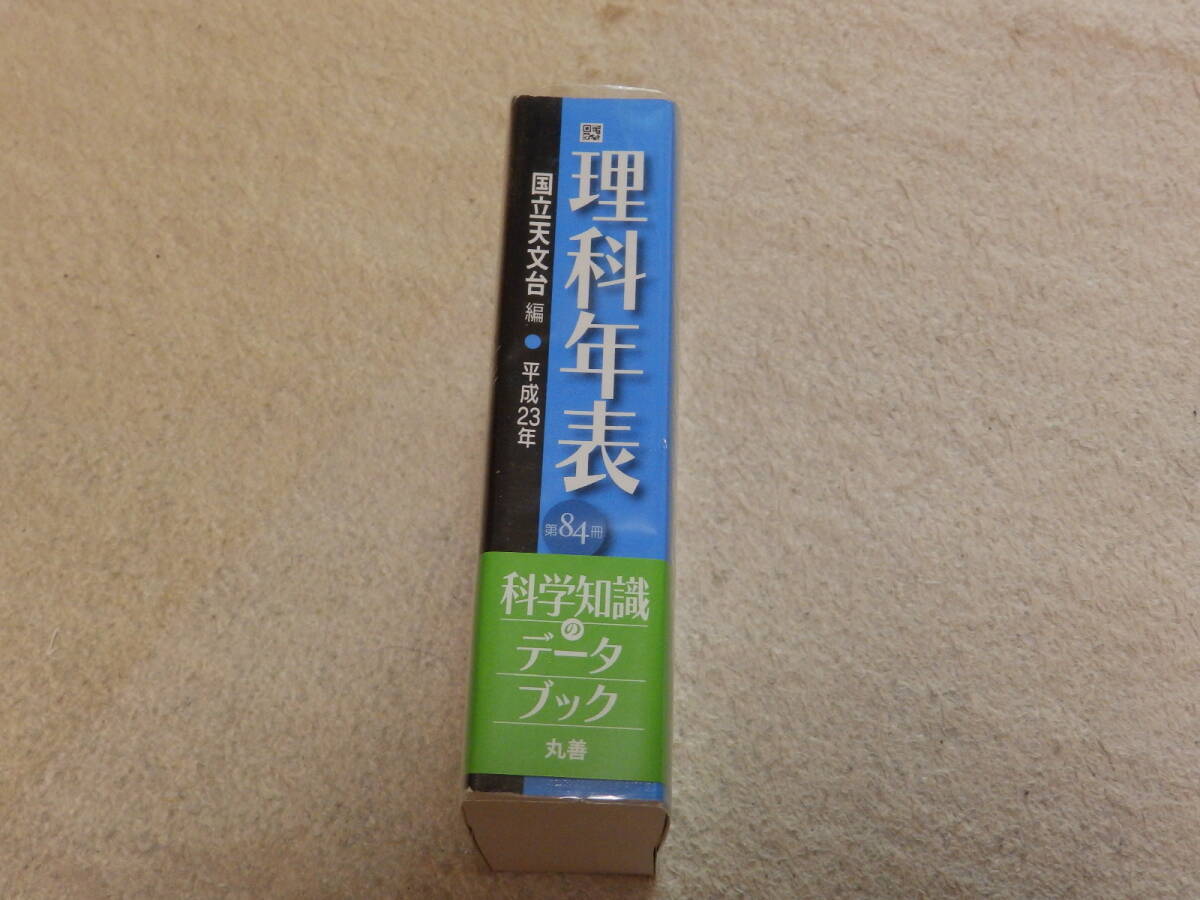 理科年表
国立天文台 編 ● 平成23年
第84冊
科学知識
の
データ
ブック
丸善